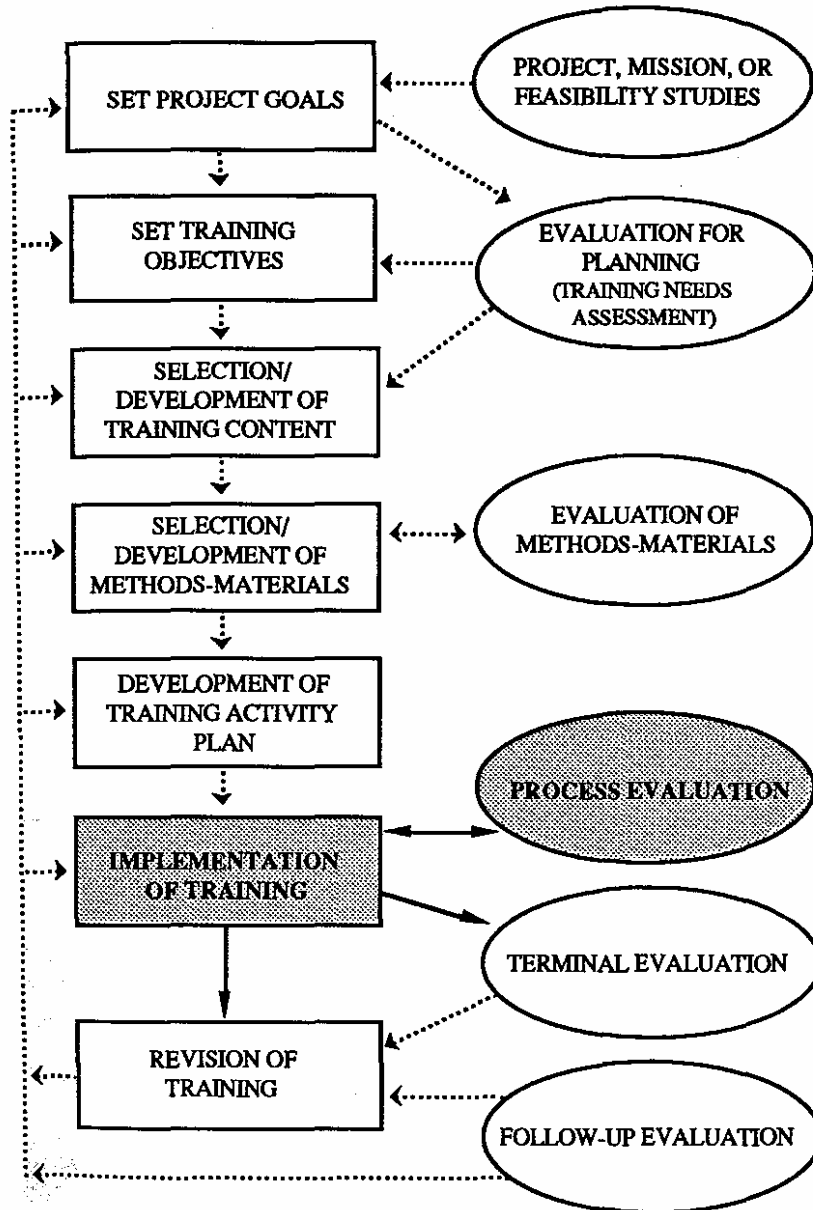 PROJECT, MISSION, OR
FEASIBILITY STUDIES
SET PROJECT GOALS
SET TRAINING
OBJECTIVES
EVALUATION FOR
PLANNING
(TRAINING NEEDS
ASSESSMENT)
SELECTION/
DEVELOPMENT OF
TRAINING CONTENT
SELECTION/
DEVELOPMENT OF
METHODS-MATERIALS
EVALUATION OF
METHODS-MATERIALS
DEVELOPMENT OF
TRAINING ACTIVITY
PLAN
PROCESS EVALUATION
IMPLEMENTATION
OF TRAINING
TERMINAL EVALUATION
REVISION OF
TRAINING
FOLLOW-UP EVALUATION